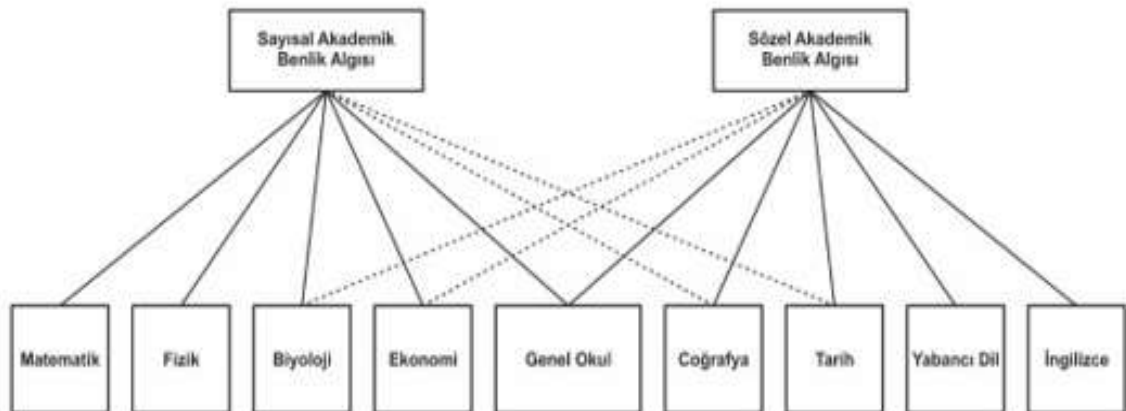 Sayısal Akademik
Benlik Algısı
Sözel Akademik
Benlik Algısı
Matematik
Fizik
Biyoloji
Ekonomi
Genel Okul
Coğrafya
Tarih
Yabancı Dil
İngilizce